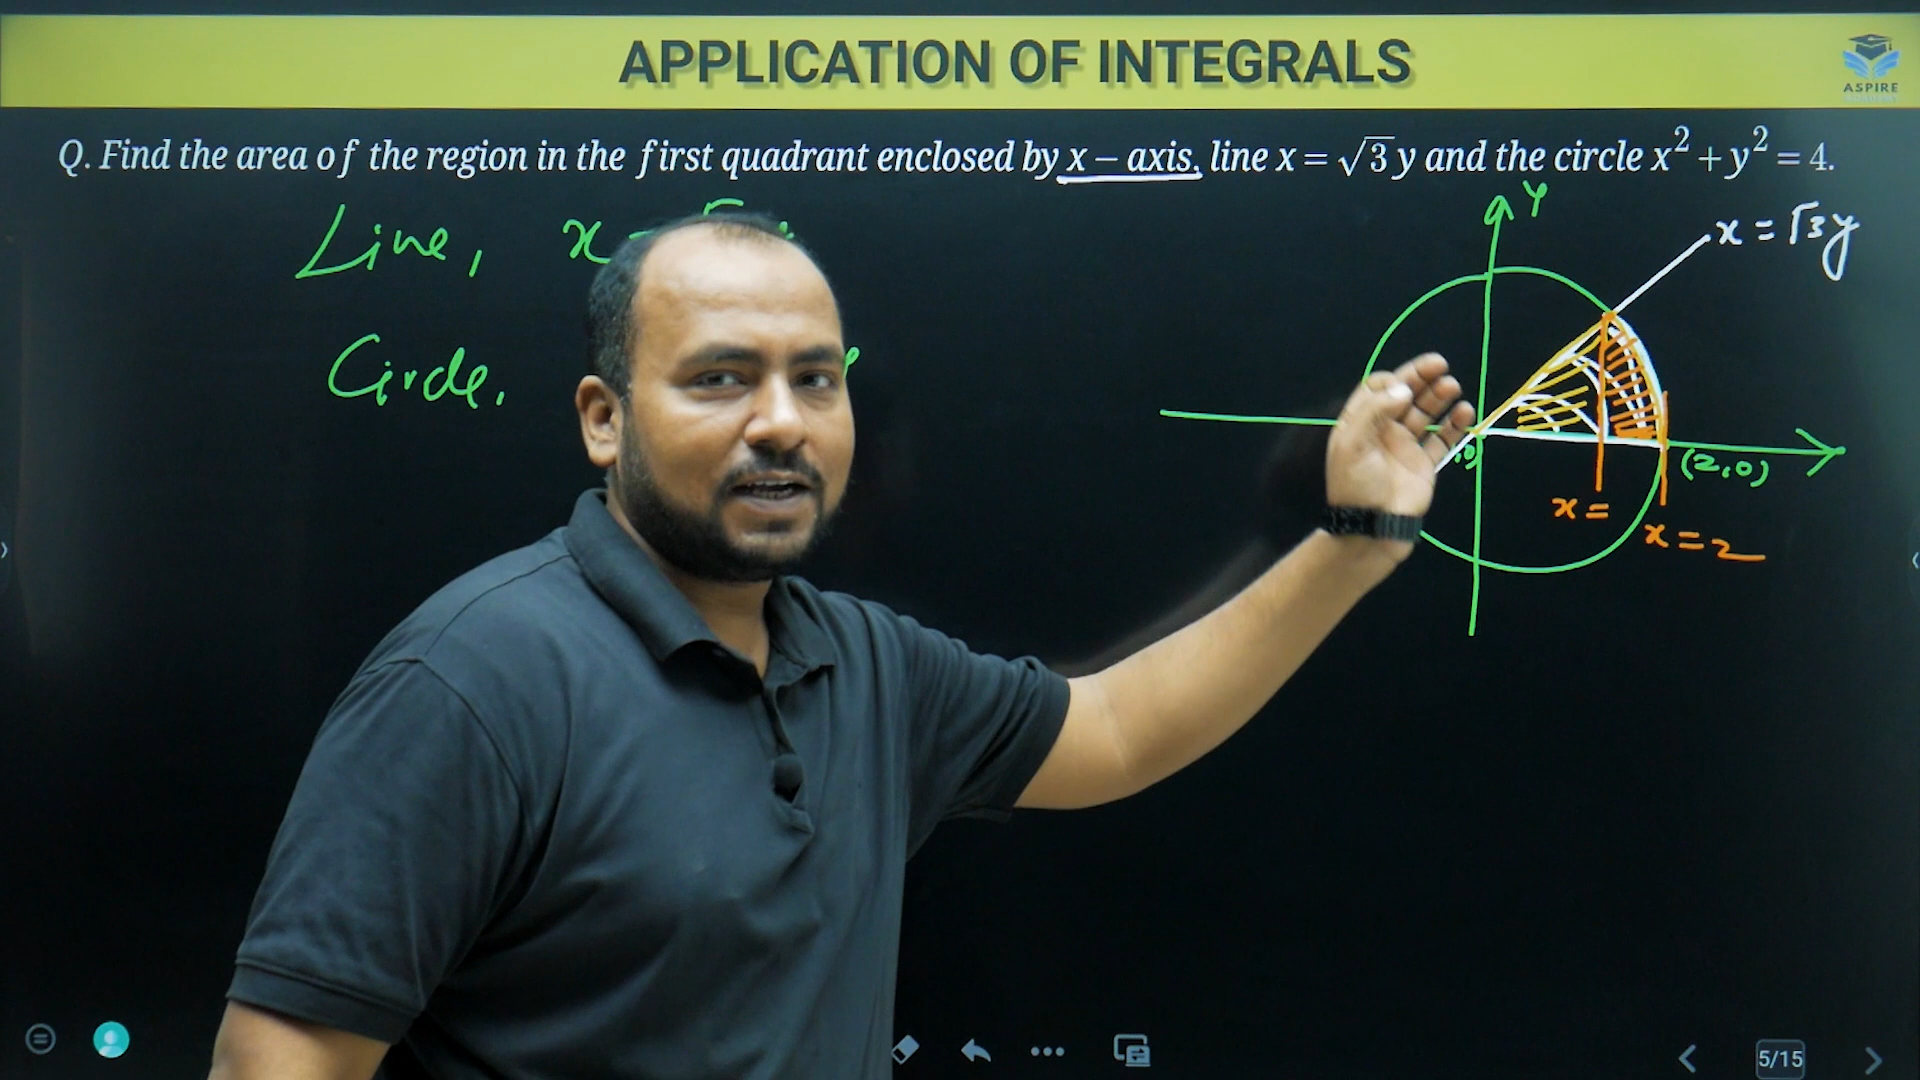 APPLICATION OF INTEGRALS
ASPIRE
Q. Find the area of the region in the first quadrant enclosed by x – axis, line x = √3 y and the circle x² + y² = 4.
Line, x
Y
x = √3y
Circle,
(2,0)
x =
x = 2
5/15